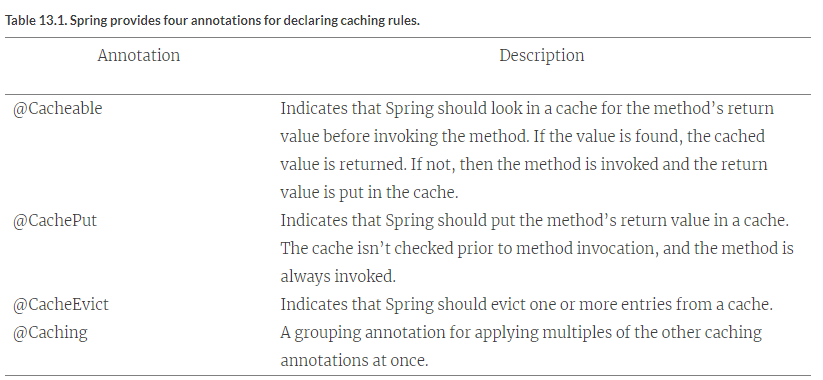 Table 13.1. Spring provides four annotations for declaring caching rules.
Annotation Description
@Cacheable Indicates that Spring should look in a cache for the method’s return
value before invoking the method. If the value is found, the cached
value is returned. If not, then the method is invoked and the return
value is put in the cache.
@CachePut Indicates that Spring should put the method’s return value in a cache.
The cache isn’t checked prior to method invocation, and the method is
always invoked.
@CacheEvict Indicates that Spring should evict one or more entries from a cache.
@Caching A grouping annotation for applying multiples of the other caching
annotations at once.